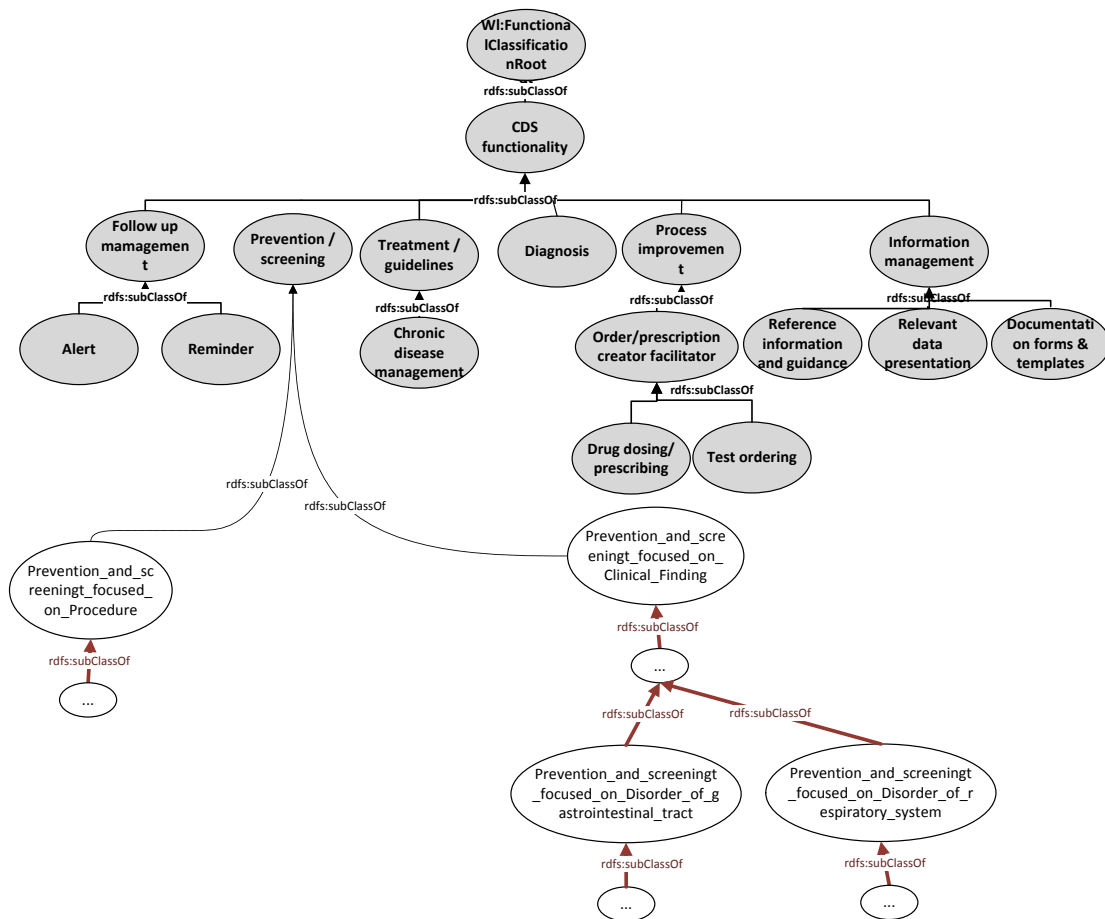 WI:Function
alClassificatio
nRoot
rdfs:subClassOf
CDS
functionality
rdfs:subClassOf
Follow up
mamagemen
t
Prevention /
screening
Treatment /
guidelines
Diagnosis
Process
improvemen
t
Information
management
rdfs:subClassOf
rdfs:subClassOf
rdfs:subClassOf
rdfs:subClassOf
Alert
Reminder
Chronic
disease
management
Order/prescription
creator facilitator
Reference
information
and guidance
Relevant
data
presentation
Documentati
on forms &
templates
rdfs:subClassOf
Drug dosing/
prescribing
Test ordering
rdfs:subClassOf
rdfs:subClassOf
Prevention_and_sc
reeningt_focused_
on_Procedure
Prevention_and_scre
eningt_focused_on_
Clinical_Finding
rdfs:subClassOf
rdfs:subClassOf
...
...
rdfs:subClassOf
rdfs:subClassOf
Prevention_and_screeningt
_focused_on_Disorder_of_g
astrointestinal_tract
Prevention_and_screeningt
_focused_on_Disorder_of_r
espiratory_system
rdfs:subClassOf
rdfs:subClassOf
...
...